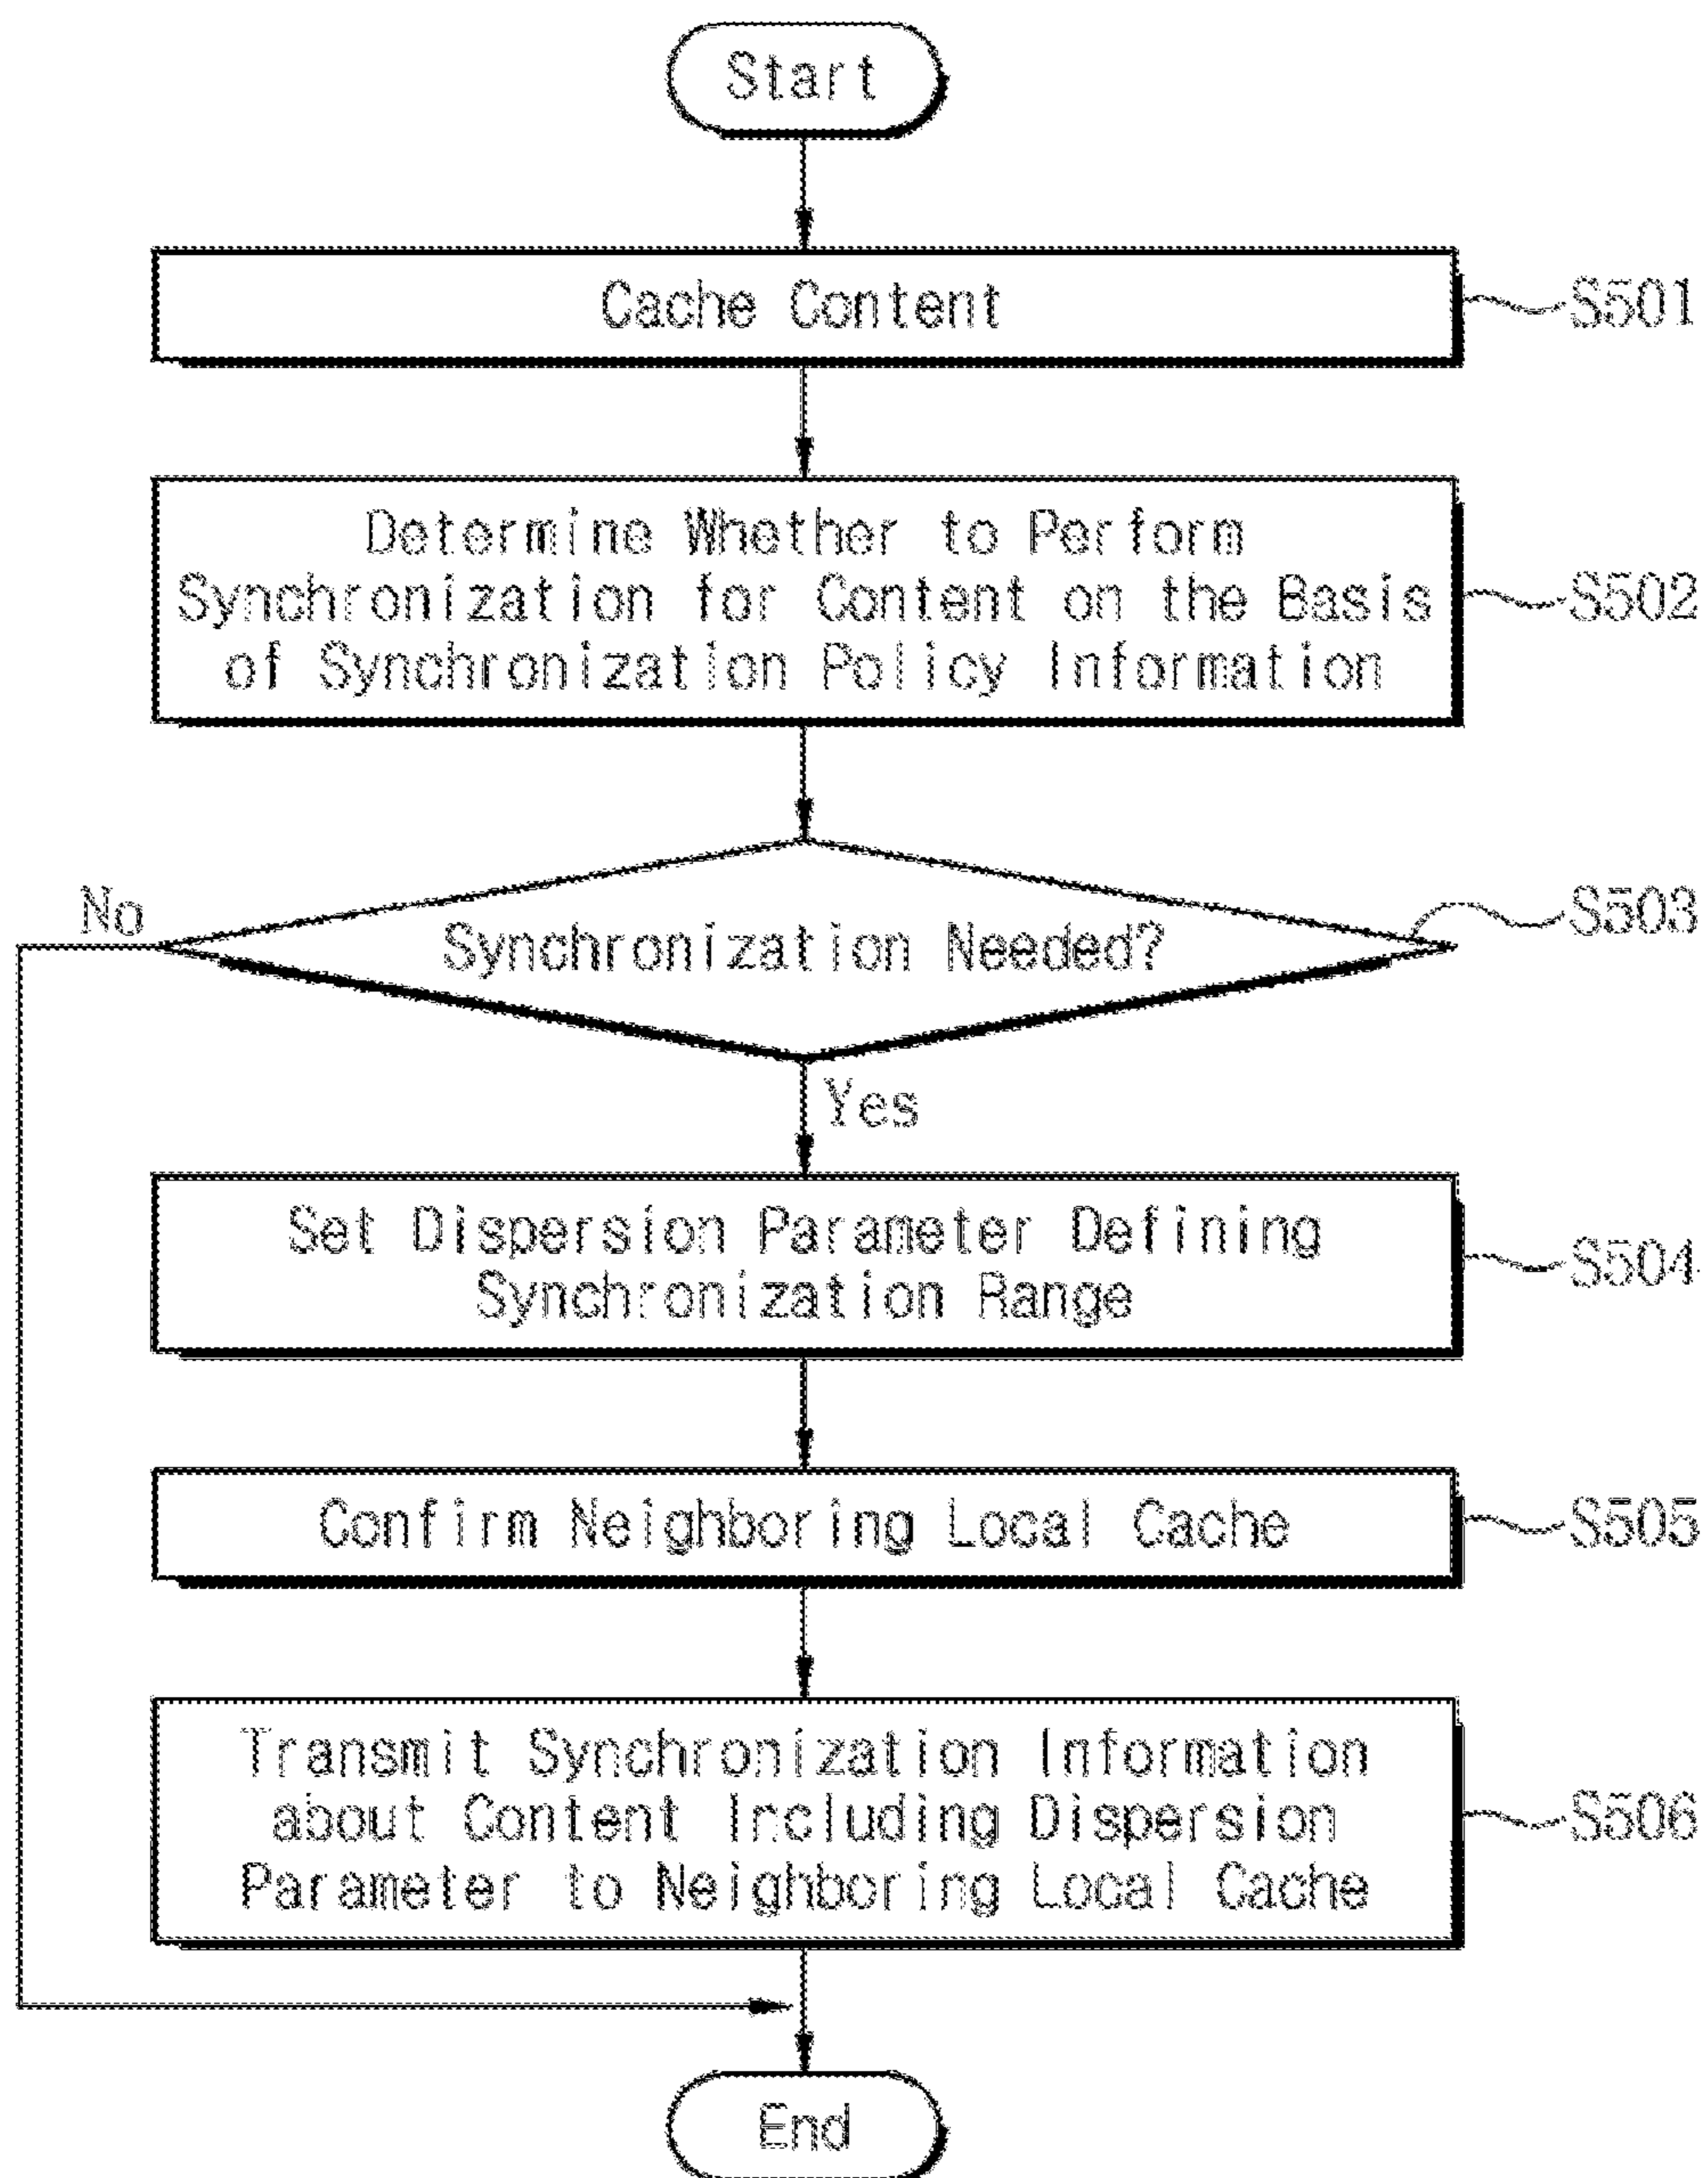 Start
Cache Content
S501
Determine Whether to Perform
Synchronization for Content on the Basis
of Synchronization Policy Information
S502
No
Synchronization Needed?
S503
Yes
Set Dispersion Parameter Defining
Synchronization Range
S504
Confirm Neighboring Local Cache
S505
Transmit Synchronization Information
about Content Including Dispersion
Parameter to Neighboring Local Cache
S506
End